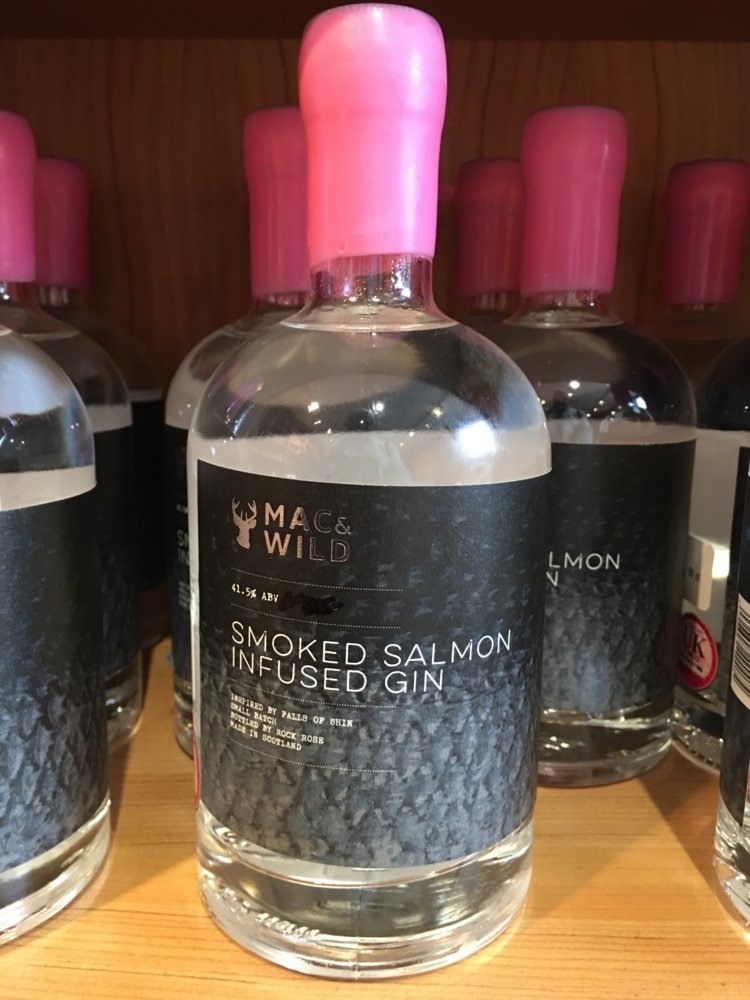 MAC&
WILD
41.5% ABV
SMOKED SALMON
INFUSED GIN
INSPIRED BY FALLS OF SHIN
SMALL BATCH
BOTTLED BY ROCK ROSE
MADE IN SCOTLAND
LMON
N
UK